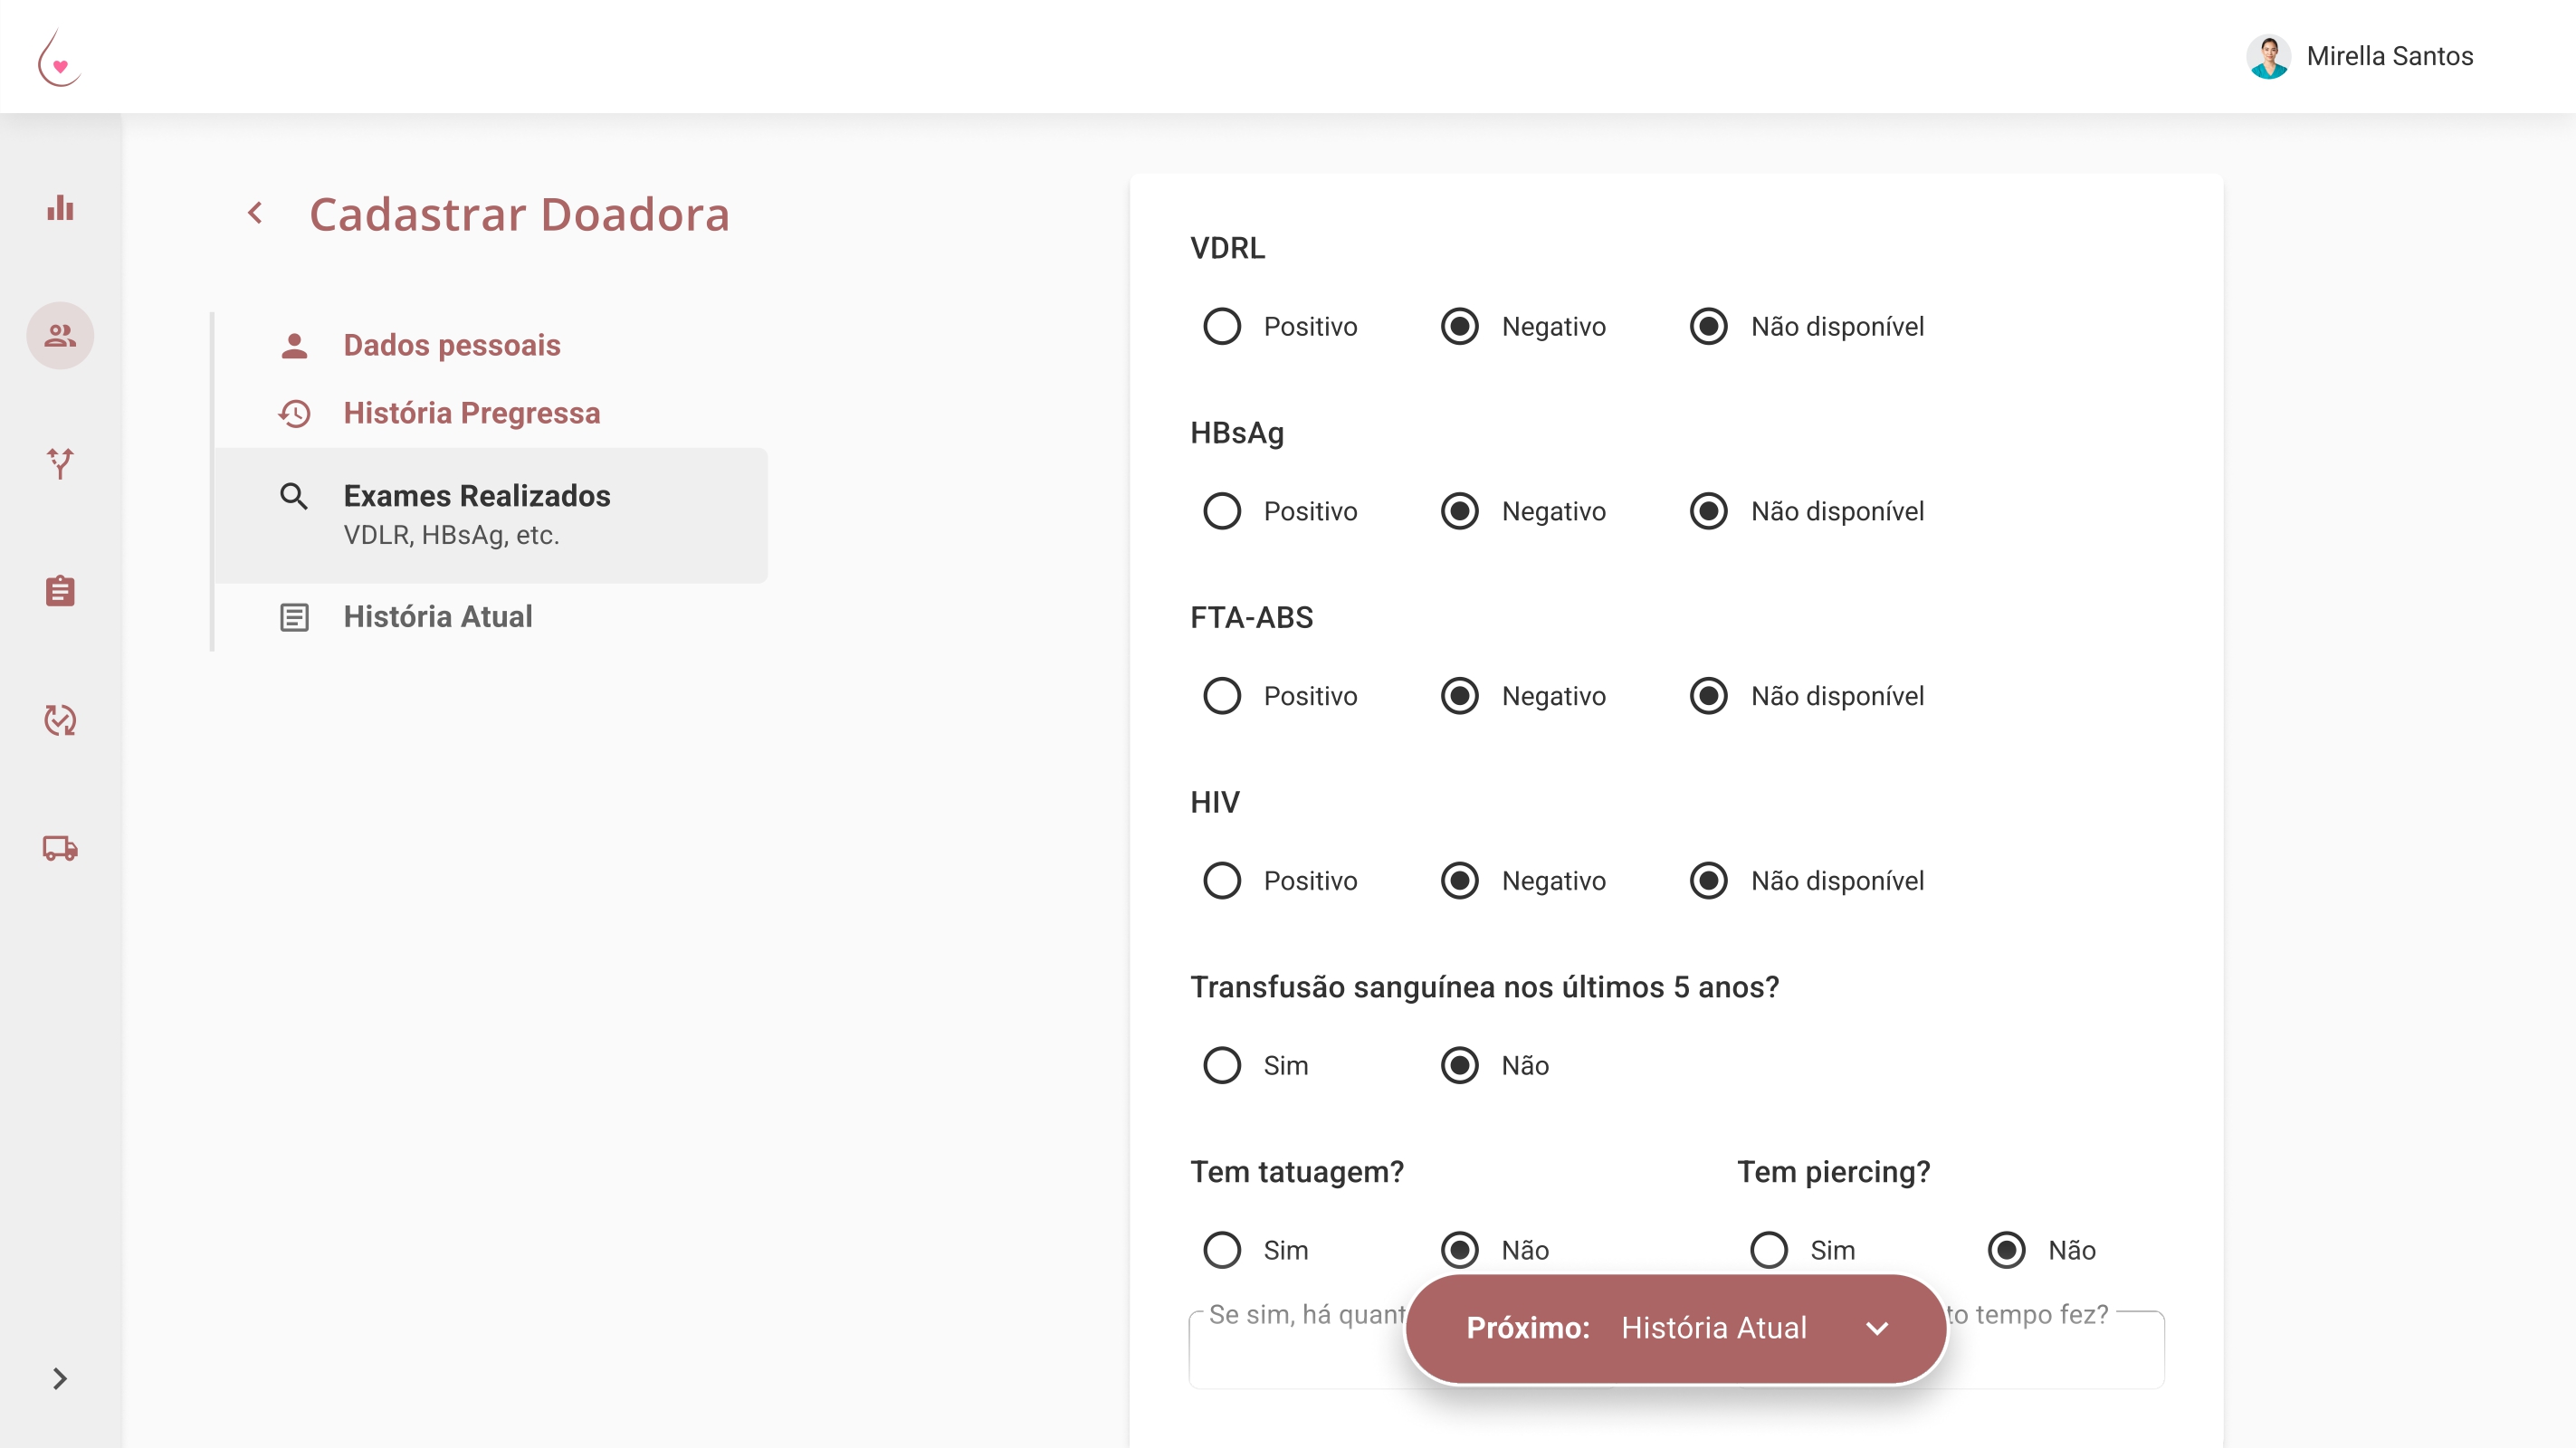 Mirella Santos
Cadastrar Doadora
Dados pessoais
História Pregressa
Exames Realizados
VDLR, HBsAg, etc.
História Atual
VDRL
Positivo Negativo Não disponível
HBsAg
Positivo Negativo Não disponível
FTA-ABS
Positivo Negativo Não disponível
HIV
Positivo Negativo Não disponível
Transfusão sanguínea nos últimos 5 anos?
Sim Não
Tem tatuagem? Tem piercing?
Sim Não Sim Não
Se sim, há quant to tempo fez?
Próximo: História Atual